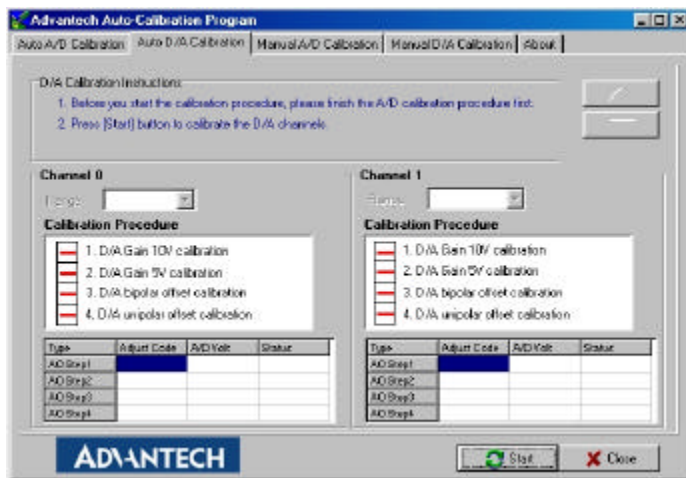 Advantech Auto-Calibration Program
Auto A/D Calibration Auto D/A Calibration Manual A/D Calibration Manual D/A Calibration About
D/A Calibration Instructions
1. Before you start the calibration procedure, please finish the A/D calibration procedure first.
2. Press [Start] button to calibrate the D/A channels.
Channel 0
Range
Calibration Procedure
1. D/A Gain 10V calibration
2. D/A Gain 5V calibration
3. D/A bipolar offset calibration
4. D/A unipolar offset calibration
Type Adjust Code A/D Volt Status
AO Step1
AO Step2
AO Step3
AO Step4
Channel 1
Range
Calibration Procedure
1. D/A Gain 10V calibration
2. D/A Gain 5V calibration
3. D/A bipolar offset calibration
4. D/A unipolar offset calibration
Type Adjust Code A/D Volt Status
AO Step1
AO Step2
AO Step3
AO Step4
ADVANTECH
Start Close